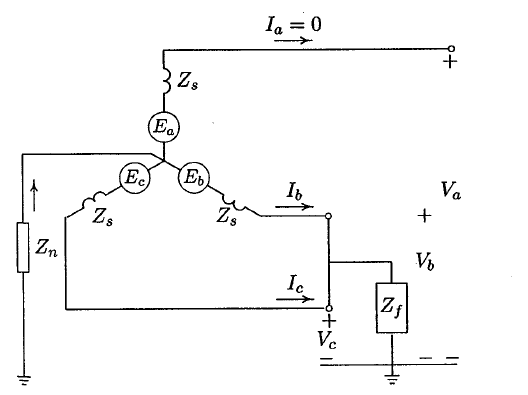 I_a = 0
+
Z_s
E_a
E_c
E_b
Z_s
Z_s
I_b
V_a
+
Z_n
V_b
I_c
Z_f
+
V_c
− − −